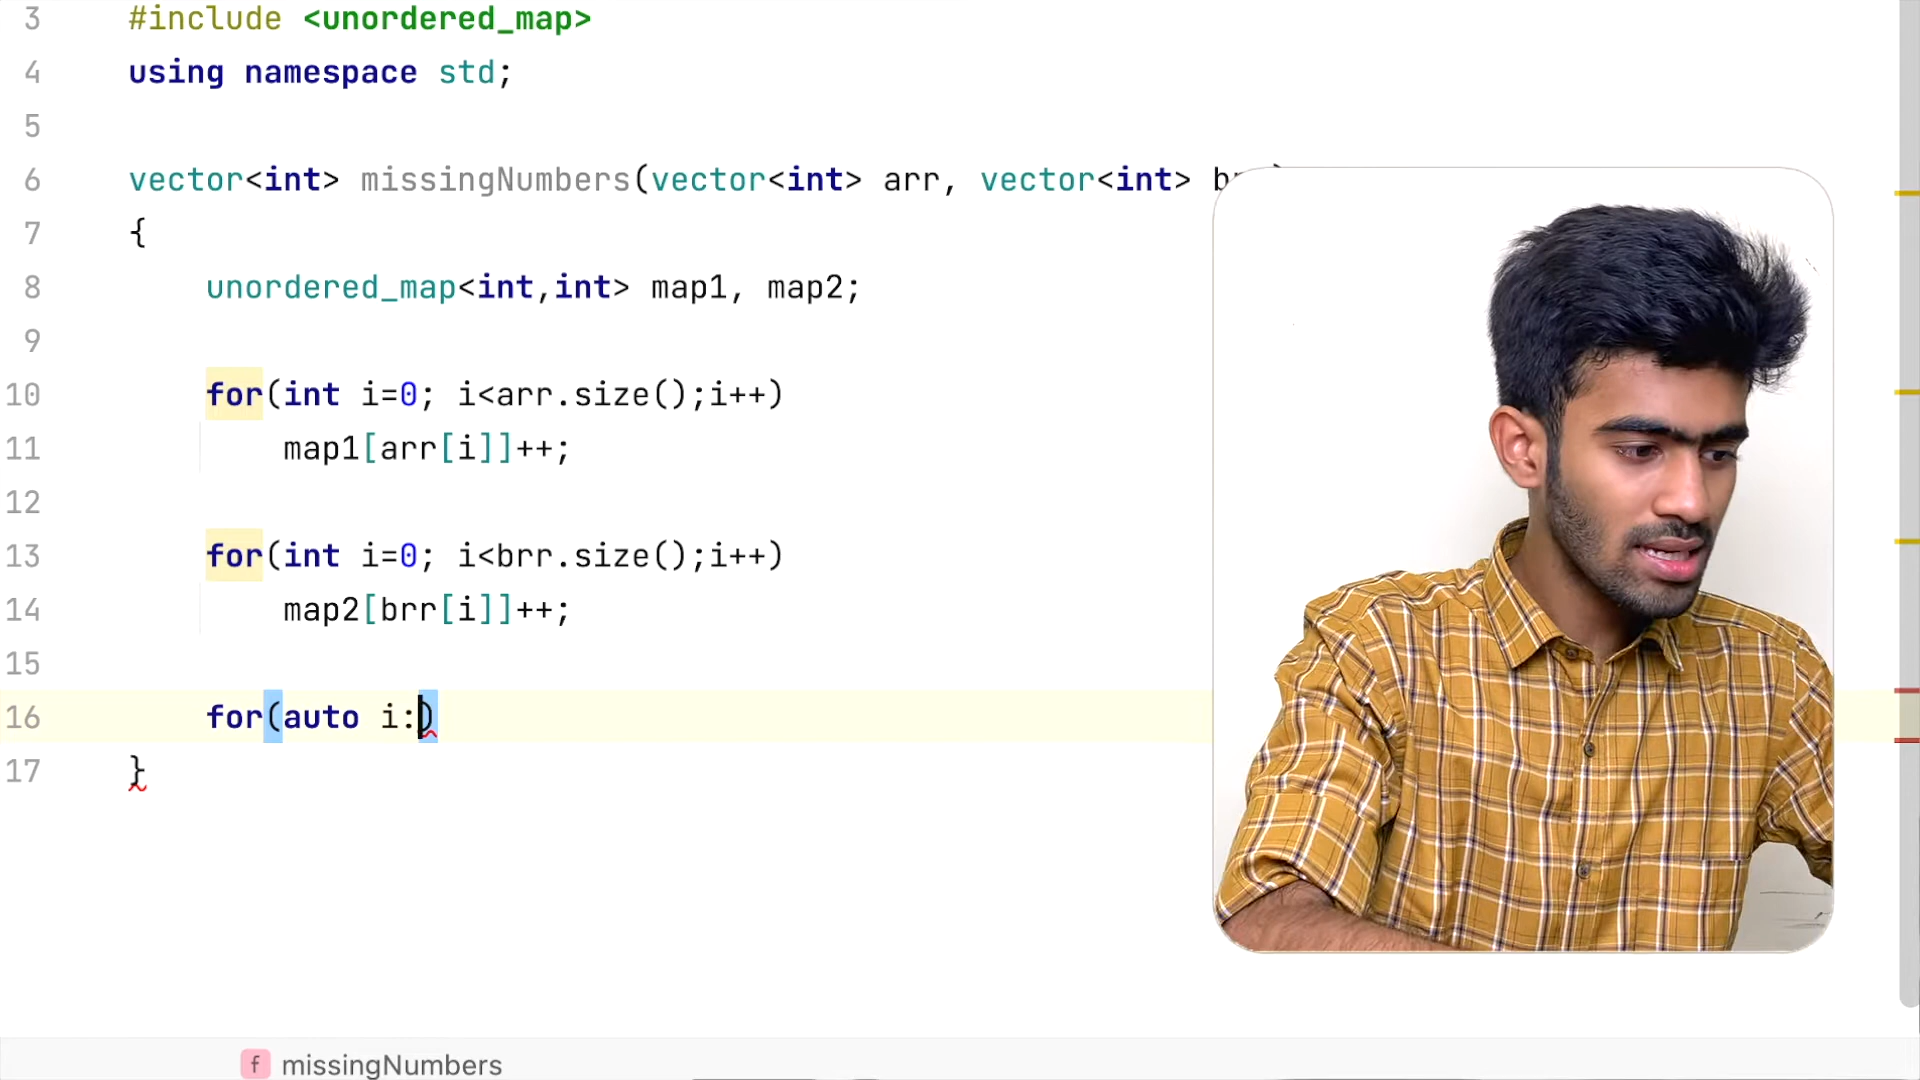 3 #include <unordered_map>
4 using namespace std;
5
6 vector<int> missingNumbers(vector<int> arr, vector<int>
7 {
8 unordered_map<int,int> map1, map2;
9
10 for(int i=0; i<arr.size();i++)
11 map1[arr[i]]++;
12
13 for(int i=0; i<brr.size();i++)
14 map2[brr[i]]++;
15
16 for(auto i:)
17 }
f missingNumbers